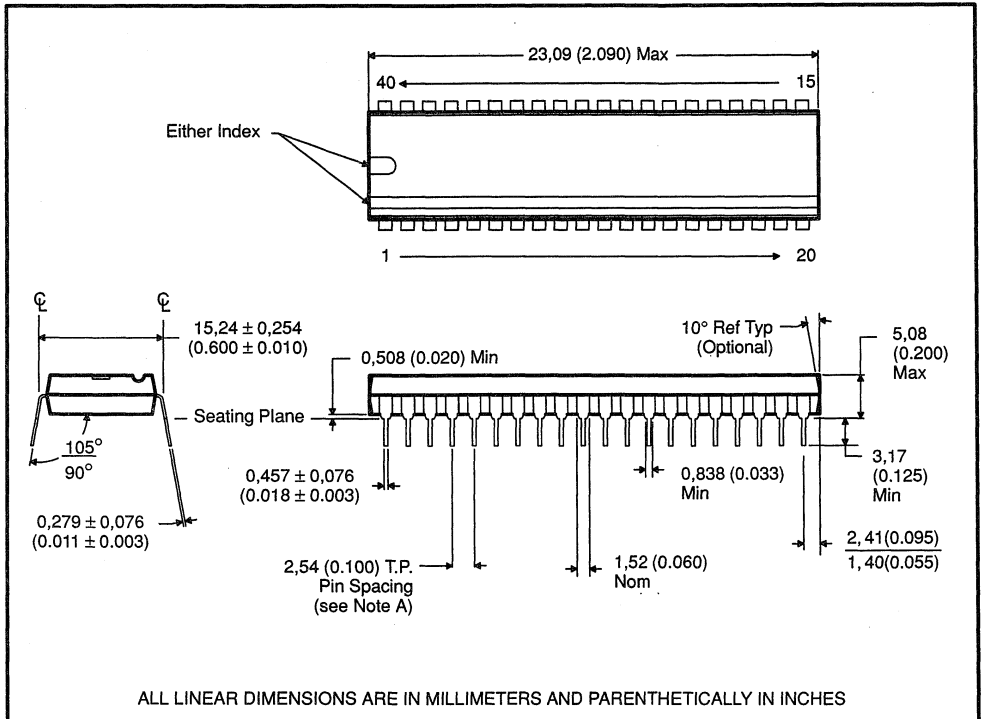 23,09 (2.090) Max
40 15
Either Index
1 20
℄ ℄
15,24 ± 0,254
(0.600 ± 0.010)
10° Ref Typ
(Optional)
5,08
(0.200)
Max
0,508 (0.020) Min
Seating Plane
105°
90°
0,457 ± 0,076
(0.018 ± 0.003)
0,838 (0.033)
Min
3,17
(0.125)
Min
0,279 ± 0,076
(0.011 ± 0.003)
2,54 (0.100) T.P.
Pin Spacing
(see Note A)
1,52 (0.060)
Nom
2, 41(0.095)
1, 40(0.055)
ALL LINEAR DIMENSIONS ARE IN MILLIMETERS AND PARENTHETICALLY IN INCHES